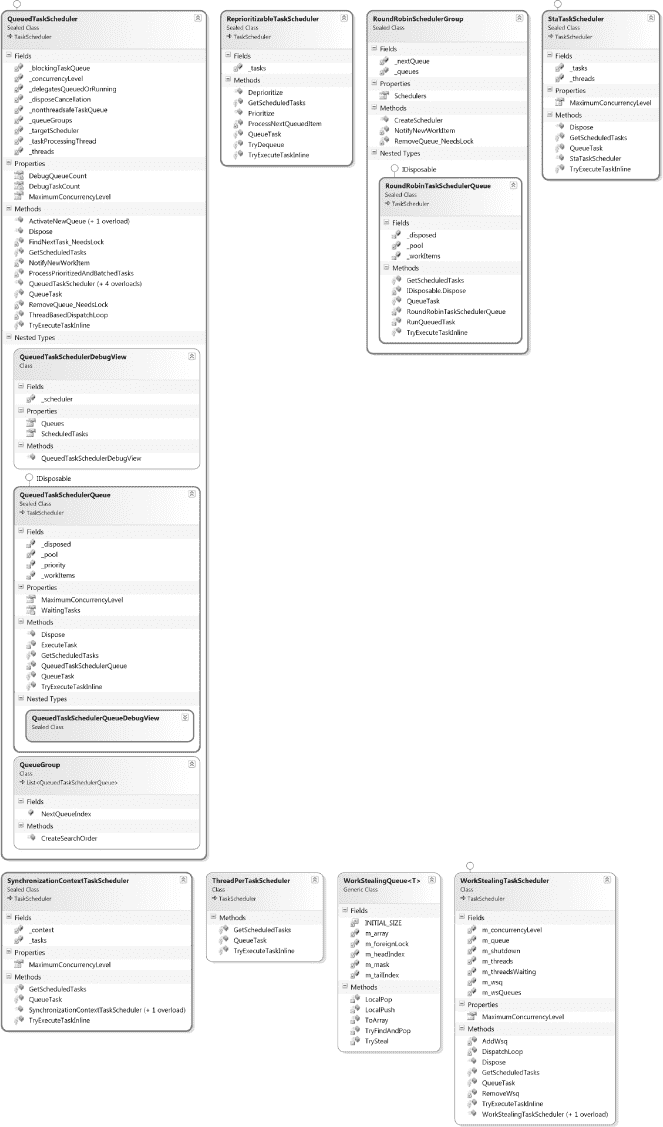 QueuedTaskScheduler
Sealed Class
TaskScheduler
Fields
_blockingTaskQueue
_concurrencyLevel
_delegatesQueuedOrRunning
_disposeCancellation
_nonthreadsafeTaskQueue
_queueGroups
_targetScheduler
_taskProcessingThread
_threads
Properties
DebugQueueCount
DebugTaskCount
MaximumConcurrencyLevel
Methods
ActivateNewQueue (+ 1 overload)
Dispose
FindNextTask_NeedsLock
GetScheduledTasks
NotifyNewWorkItem
ProcessPrioritizedAndBatchedTasks
QueuedTaskScheduler (+ 4 overloads)
QueueTask
RemoveQueue_NeedsLock
ThreadBasedDispatchLoop
TryExecuteTaskInline
Nested Types
QueuedTaskSchedulerDebugView
Class
Fields
_scheduler
Properties
Queues
ScheduledTasks
Methods
QueuedTaskSchedulerDebugView
IDisposable
QueuedTaskSchedulerQueue
Sealed Class
TaskScheduler
Fields
_disposed
_pool
_priority
_workItems
Properties
MaximumConcurrencyLevel
WaitingTasks
Methods
Dispose
ExecuteTask
GetScheduledTasks
QueuedTaskSchedulerQueue
QueueTask
TryExecuteTaskInline
Nested Types
QueuedTaskSchedulerQueueDebugView
Sealed Class
QueueGroup
Class
List<QueuedTaskSchedulerQueue>
Fields
NextQueueIndex
Methods
CreateSearchOrder
ReprioritizableTaskScheduler
Sealed Class
TaskScheduler
Fields
_tasks
Methods
Deprioritize
GetScheduledTasks
Prioritize
ProcessNextQueuedItem
QueueTask
TryDequeue
TryExecuteTaskInline
RoundRobinSchedulerGroup
Sealed Class
Fields
_nextQueue
_queues
Properties
Schedulers
Methods
CreateScheduler
NotifyNewWorkItem
RemoveQueue_NeedsLock
Nested Types
IDisposable
RoundRobinTaskSchedulerQueue
Sealed Class
TaskScheduler
Fields
_disposed
_pool
_workItems
Methods
GetScheduledTasks
IDisposable.Dispose
QueueTask
RoundRobinTaskSchedulerQueue
RunQueuedTask
TryExecuteTaskInline
StaTaskScheduler
Sealed Class
TaskScheduler
Fields
_tasks
_threads
Properties
MaximumConcurrencyLevel
Methods
Dispose
GetScheduledTasks
QueueTask
StaTaskScheduler
TryExecuteTaskInline
SynchronizationContextTaskScheduler
Sealed Class
TaskScheduler
Fields
_context
_tasks
Properties
MaximumConcurrencyLevel
Methods
GetScheduledTasks
QueueTask
SynchronizationContextTaskScheduler (+ 1 overload)
TryExecuteTaskInline
ThreadPerTaskScheduler
Class
TaskScheduler
Methods
GetScheduledTasks
QueueTask
TryExecuteTaskInline
WorkStealingQueue<T>
Generic Class
Fields
INITIAL_SIZE
m_array
m_foreignLock
m_headIndex
m_mask
m_tailIndex
Methods
LocalPop
LocalPush
ToArray
TryFindAndPop
TrySteal
WorkStealingTaskScheduler
Class
TaskScheduler
Fields
m_concurrencyLevel
m_queue
m_shutdown
m_threads
m_threadsWaiting
m_wsq
m_wsQueues
Properties
MaximumConcurrencyLevel
Methods
AddWsq
DispatchLoop
Dispose
GetScheduledTasks
QueueTask
RemoveWsq
TryExecuteTaskInline
WorkStealingTaskScheduler (+ 1 overload)